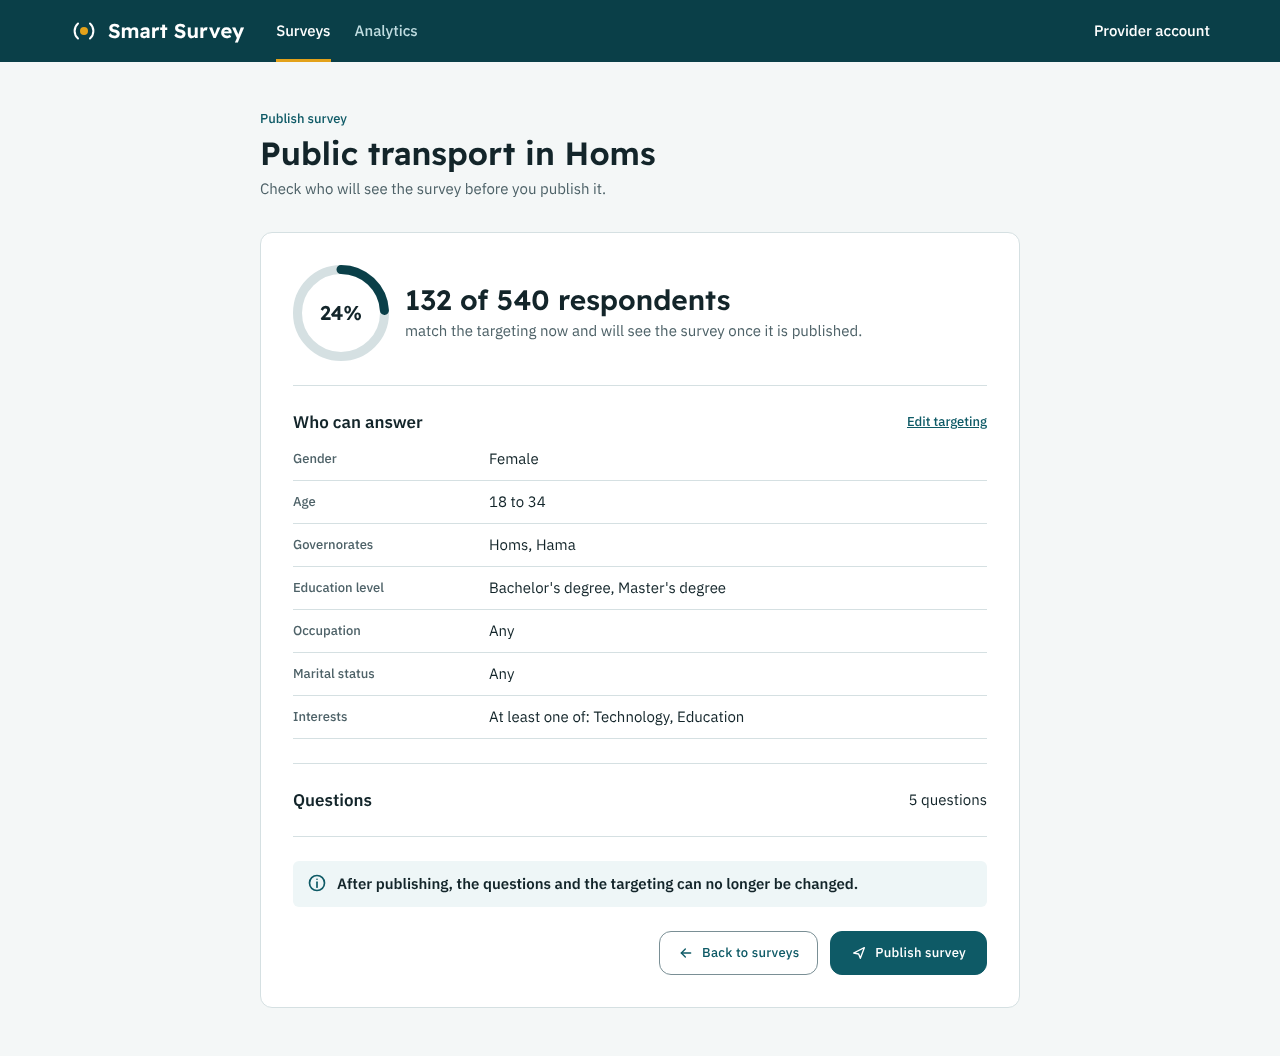 Smart Survey
Surveys
Analytics
Provider account
Publish survey
Public transport in Homs
Check who will see the survey before you publish it.
24%
132 of 540 respondents
match the targeting now and will see the survey once it is published.
Who can answer
Edit targeting
Gender
Female
Age
18 to 34
Governorates
Homs, Hama
Education level
Bachelor's degree, Master's degree
Occupation
Any
Marital status
Any
Interests
At least one of: Technology, Education
Questions
5 questions
After publishing, the questions and the targeting can no longer be changed.
Back to surveys
Publish survey